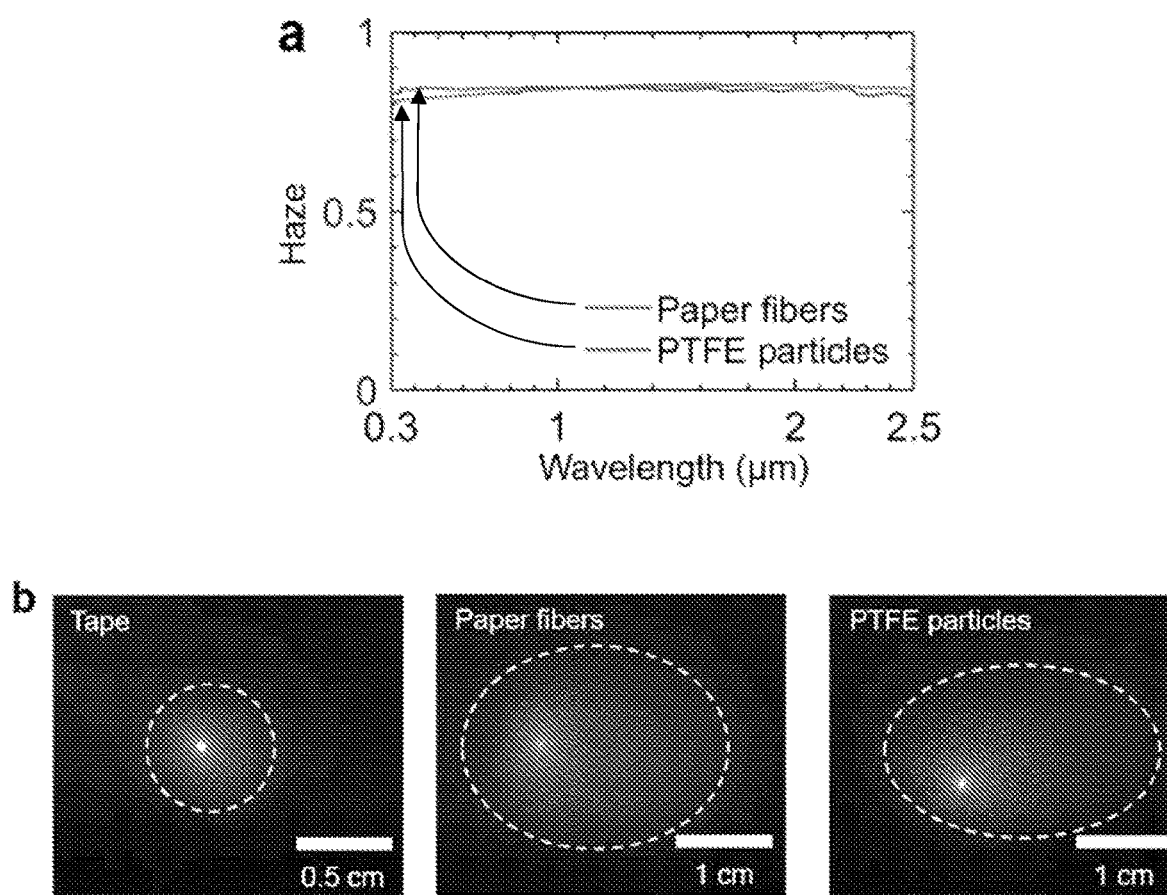 a
1
0.5
0
Haze
Paper fibers
PTFE particles
0.3
1
2
2.5
Wavelength (µm)
b
Tape
0.5 cm
Paper fibers
1 cm
PTFE particles
1 cm